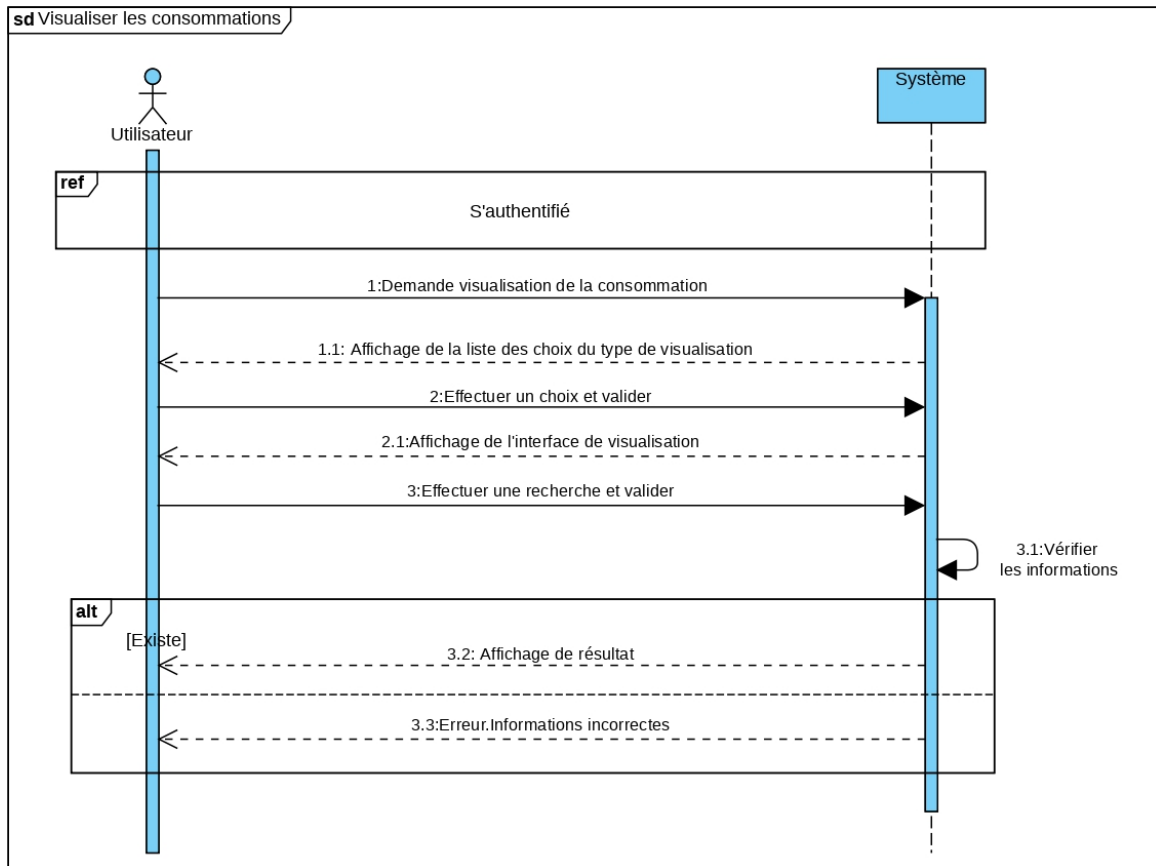 sd Visualiser les consommations
Système
Utilisateur
ref
S'authentifié
1:Demande visualisation de la consommation
1.1: Affichage de la liste des choix du type de visualisation
2:Effectuer un choix et valider
2.1:Affichage de l'interface de visualisation
3:Effectuer une recherche et valider
3.1:Vérifier
les informations
alt
[Existe]
3.2: Affichage de résultat
3.3:Erreur.Informations incorrectes